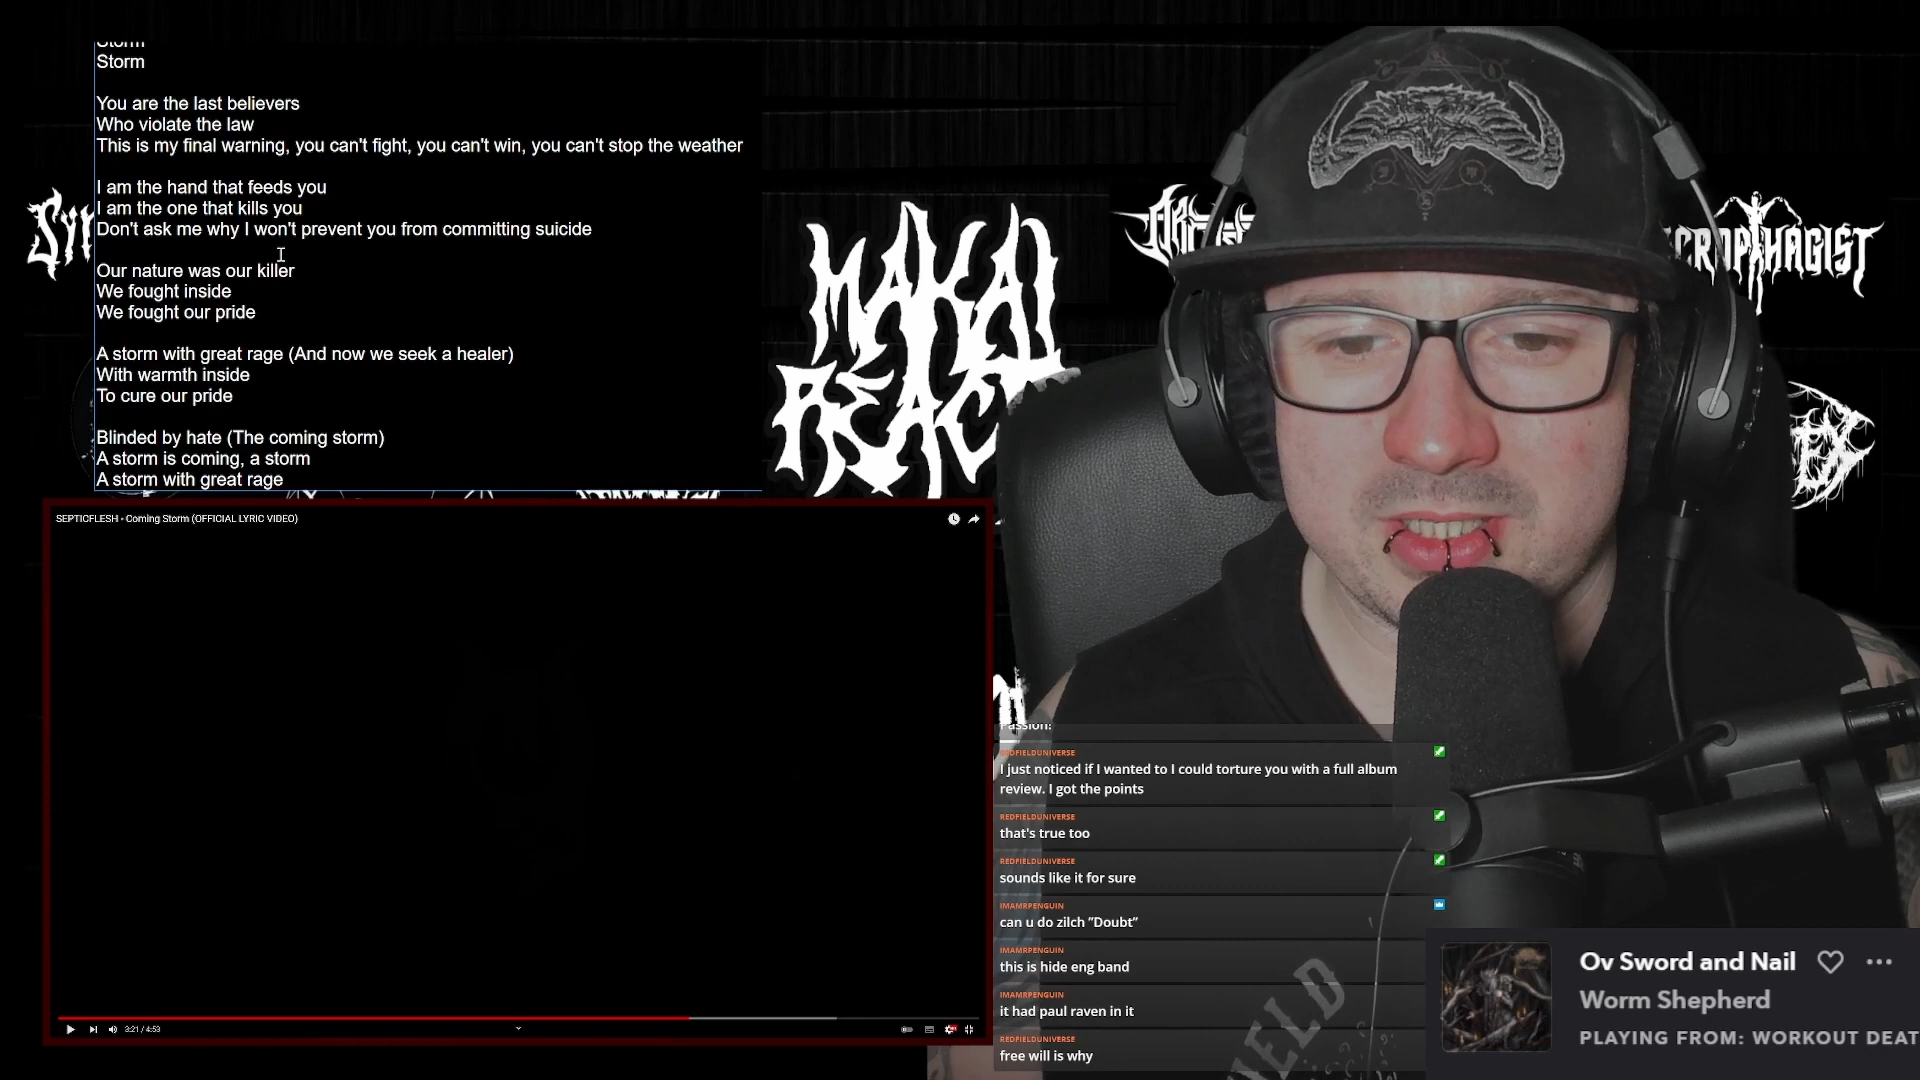 Storm
Storm
You are the last believers
Who violate the law
This is my final warning, you can't fight, you can't win, you can't stop the weather
I am the hand that feeds you
I am the one that kills you
Don't ask me why I won't prevent you from committing suicide
Our nature was our killer
We fought inside
We fought our pride
A storm with great rage (And now we seek a healer)
With warmth inside
To cure our pride
Blinded by hate (The coming storm)
A storm is coming, a storm
A storm with great rage
MAKAI
REAC
CROPHAGIST
SEPTICFLESH - Coming Storm (OFFICIAL LYRIC VIDEO)
3:21 / 4:53
Passion!
REDFIELDUNIVERSE
I just noticed if I wanted to I could torture you with a full album
review. I got the points
REDFIELDUNIVERSE
that's true too
REDFIELDUNIVERSE
sounds like it for sure
IMAMRPENGUIN
can u do zilch "Doubt"
IMAMRPENGUIN
this is hide eng band
IMAMRPENGUIN
it had paul raven in it
REDFIELDUNIVERSE
free will is why
IELD
Ov Sword and Nail
Worm Shepherd
PLAYING FROM: WORKOUT DEAT